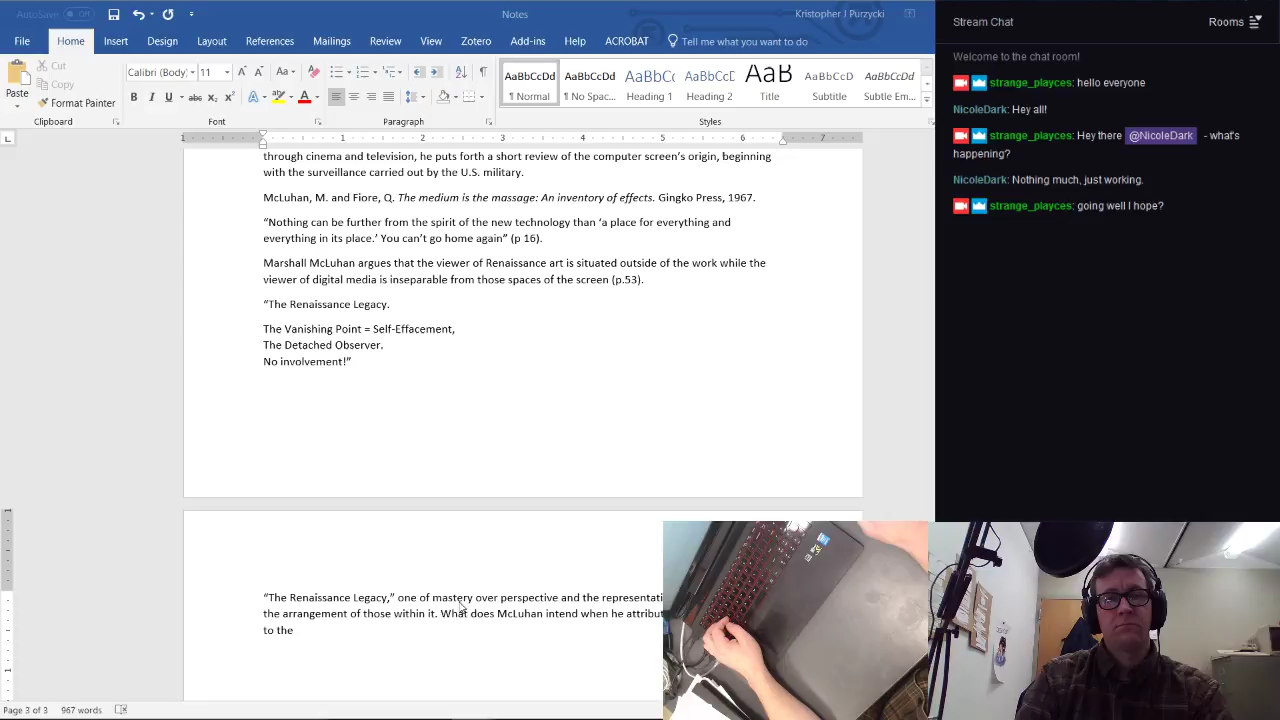 AutoSave
Off
Notes
Kristopher J Purzycki
File
Home
Insert
Design
Layout
References
Mailings
Review
View
Zotero
Add-ins
Help
ACROBAT
Tell me what you want to do
Paste
Cut
Copy
Format Painter
Calibri (Body)
11
Clipboard
Font
Paragraph
AaBbCcDd
¶ Normal
AaBbCcDd
¶ No Spac...
AaBbC(
Heading 1
AaBbCcC
Heading 2
AaB
Title
AaBbCcD
Subtitle
AaBbCcDd
Subtle Em...
Styles
1 1 2 3 4 5 6 7
through cinema and television, he puts forth a short review of the computer screen’s origin, beginning
with the surveillance carried out by the U.S. military.
McLuhan, M. and Fiore, Q. The medium is the massage: An inventory of effects. Gingko Press, 1967.
“Nothing can be further from the spirit of the new technology than ‘a place for everything and
everything in its place.’ You can’t go home again” (p 16).
Marshall McLuhan argues that the viewer of Renaissance art is situated outside of the work while the
viewer of digital media is inseparable from those spaces of the screen (p.53).
“The Renaissance Legacy.
The Vanishing Point = Self-Effacement,
The Detached Observer.
No involvement!”
“The Renaissance Legacy,” one of mastery over perspective and the representati
the arrangement of those within it. What does McLuhan intend when he attribut
to the
Page 3 of 3
967 words
Stream Chat
Rooms
Welcome to the chat room!
strange_playces: hello everyone
NicoleDark: Hey all!
strange_playces: Hey there @NicoleDark - what's
happening?
NicoleDark: Nothing much, just working.
strange_playces: going well I hope?